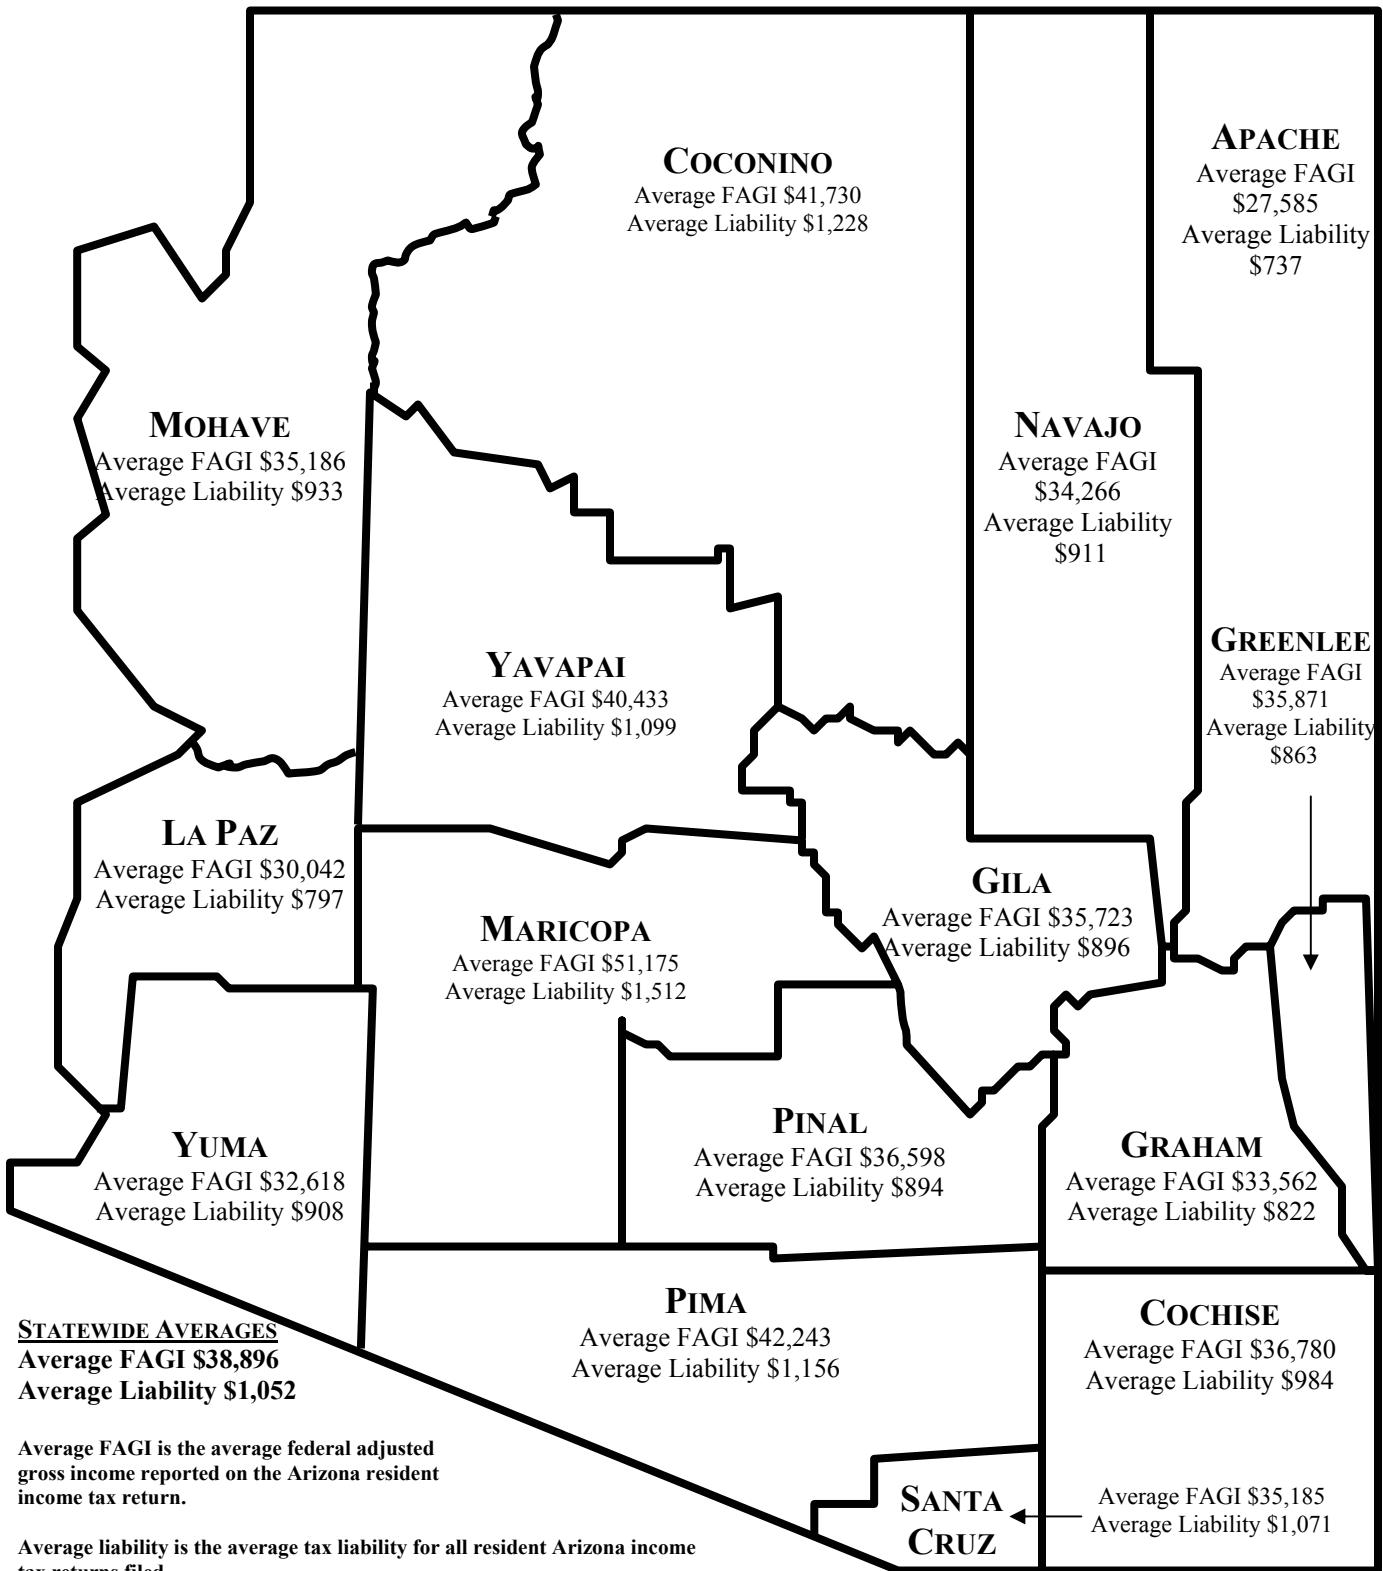 COCONINO
Average FAGI $41,730
Average Liability $1,228
APACHE
Average FAGI
$27,585
Average Liability
$737
MOHAVE
Average FAGI $35,186
Average Liability $933
NAVAJO
Average FAGI
$34,266
Average Liability
$911
YAVAPAI
Average FAGI $40,433
Average Liability $1,099
GREENLEE
Average FAGI
$35,871
Average Liability
$863
LA PAZ
Average FAGI $30,042
Average Liability $797
MARICOPA
Average FAGI $51,175
Average Liability $1,512
GILA
Average FAGI $35,723
Average Liability $896
YUMA
Average FAGI $32,618
Average Liability $908
PINAL
Average FAGI $36,598
Average Liability $894
GRAHAM
Average FAGI $33,562
Average Liability $822
PIMA
Average FAGI $42,243
Average Liability $1,156
COCHISE
Average FAGI $36,780
Average Liability $984
SANTA
CRUZ
Average FAGI $35,185
Average Liability $1,071
STATEWIDE AVERAGES
Average FAGI $38,896
Average Liability $1,052
Average FAGI is the average federal adjusted
gross income reported on the Arizona resident
income tax return.
Average liability is the average tax liability for all resident Arizona income
tax returns filed